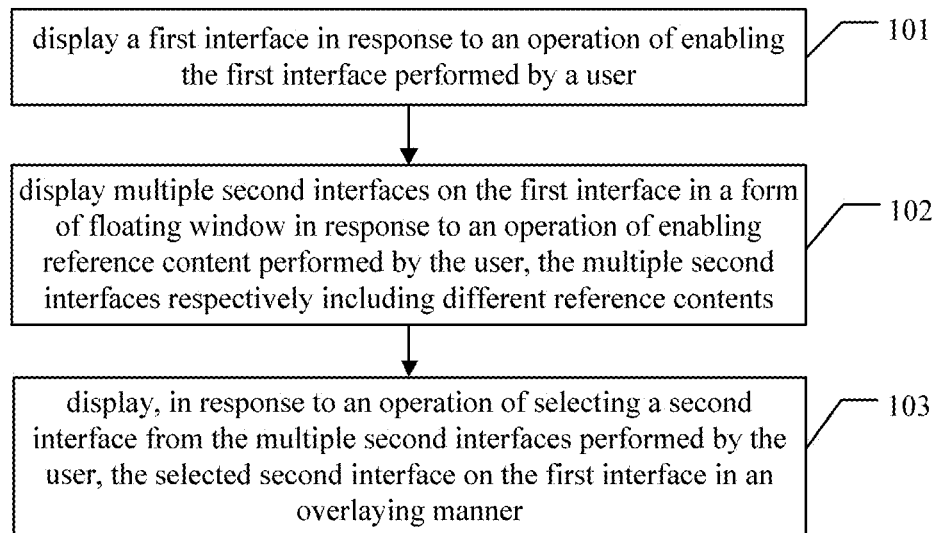 display a first interface in response to an operation of enabling
the first interface performed by a user
101
display multiple second interfaces on the first interface in a form
of floating window in response to an operation of enabling
reference content performed by the user, the multiple second
interfaces respectively including different reference contents
102
display, in response to an operation of selecting a second
interface from the multiple second interfaces performed by the
user, the selected second interface on the first interface in an
overlaying manner
103